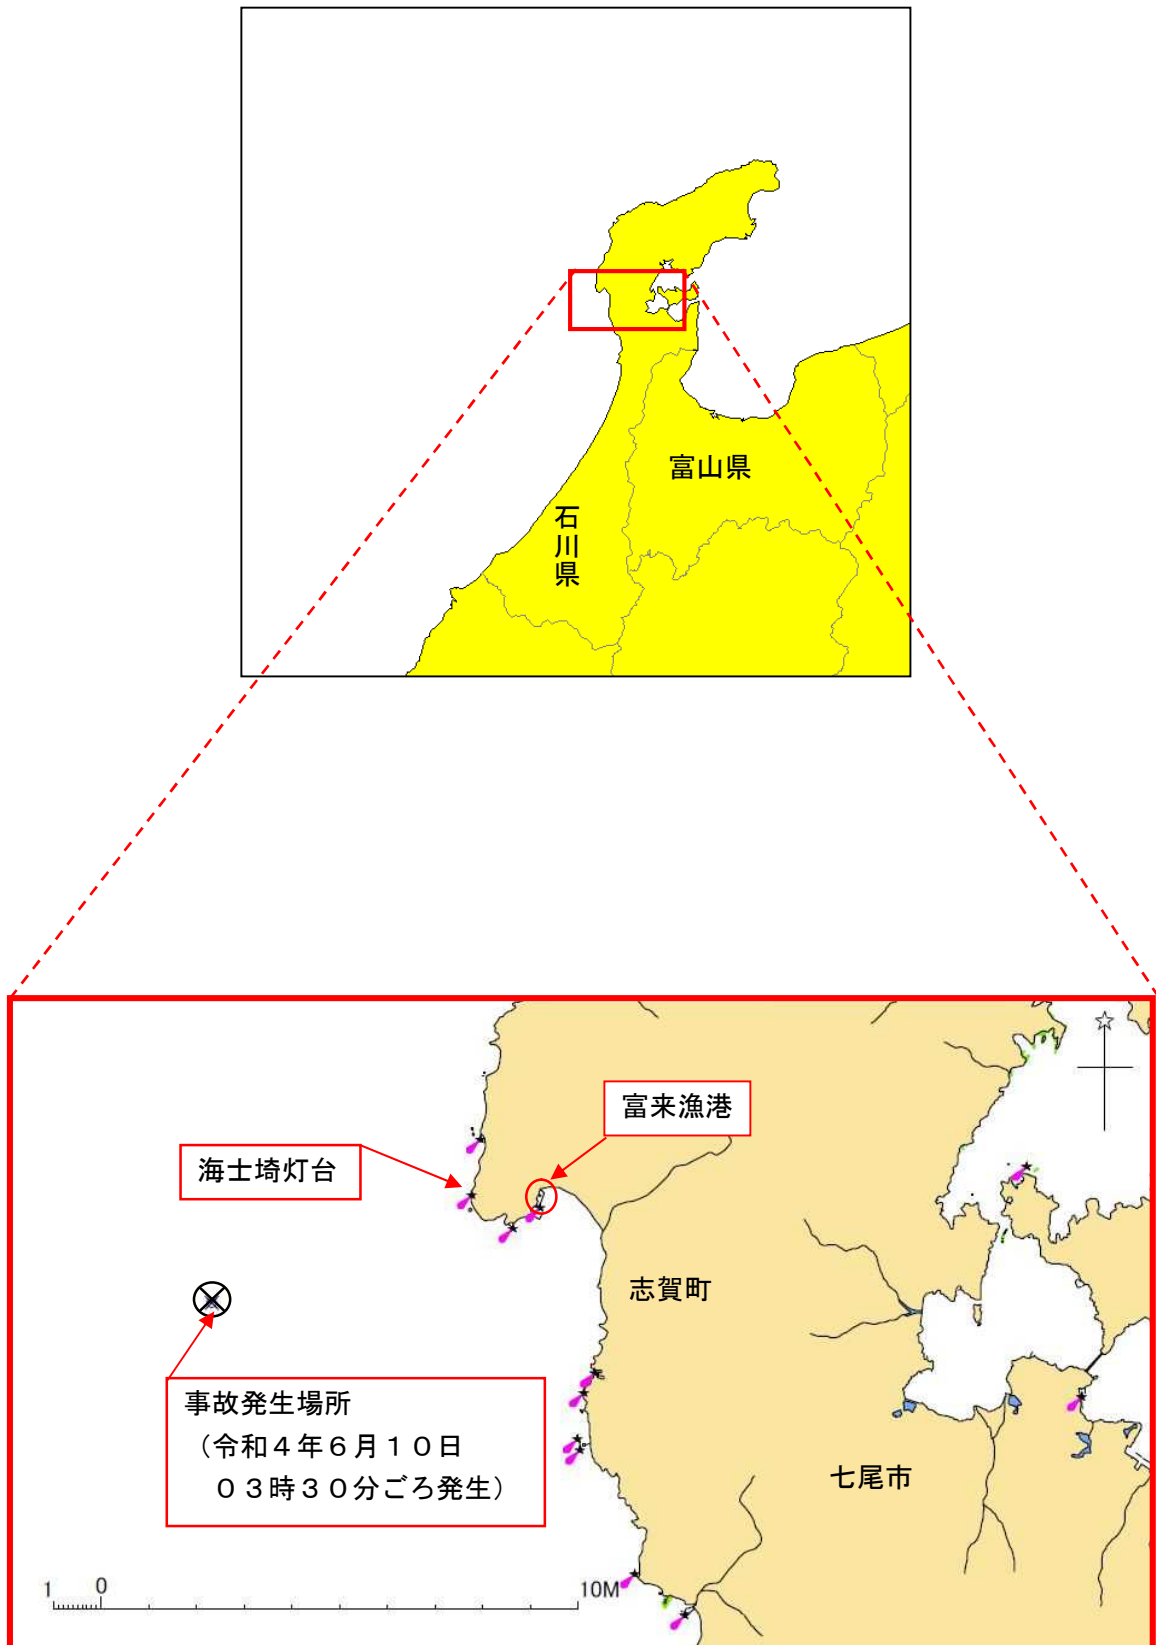 富山県
石川県
富来漁港
海士埼灯台
志賀町
事故発生場所
（令和４年６月１０日
０３時３０分ごろ発生）
七尾市
1 0 10M